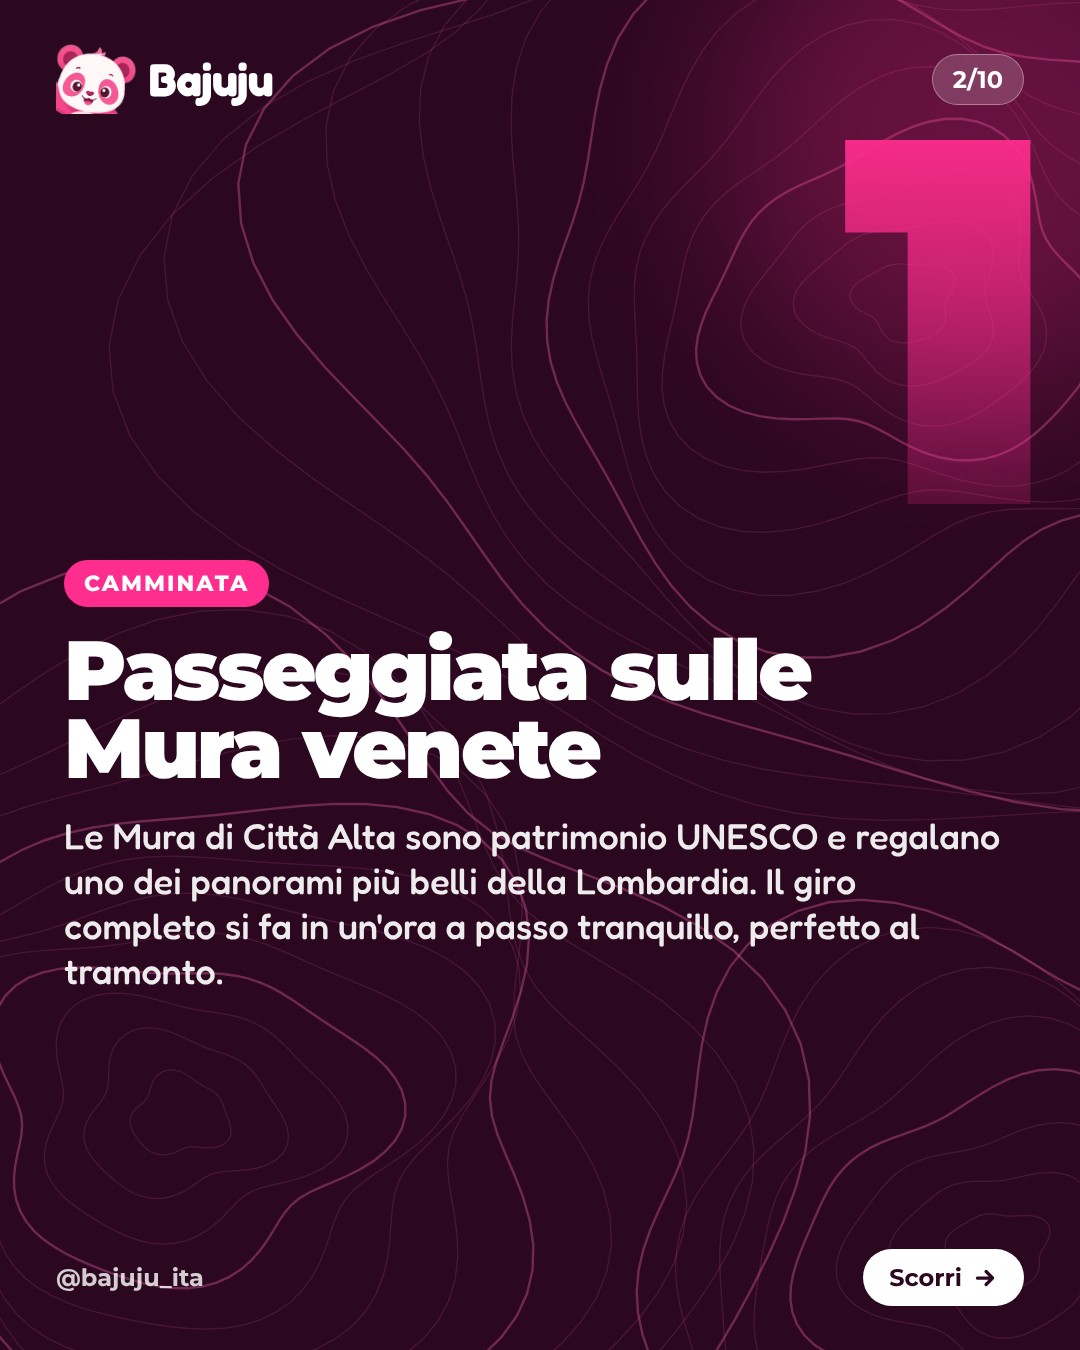 Bajuju
2/10
1
CAMMINATA
Passeggiata sulle
Mura venete
Le Mura di Città Alta sono patrimonio UNESCO e regalano
uno dei panorami più belli della Lombardia. Il giro
completo si fa in un'ora a passo tranquillo, perfetto al
tramonto.
@bajuju_ita
Scorri →